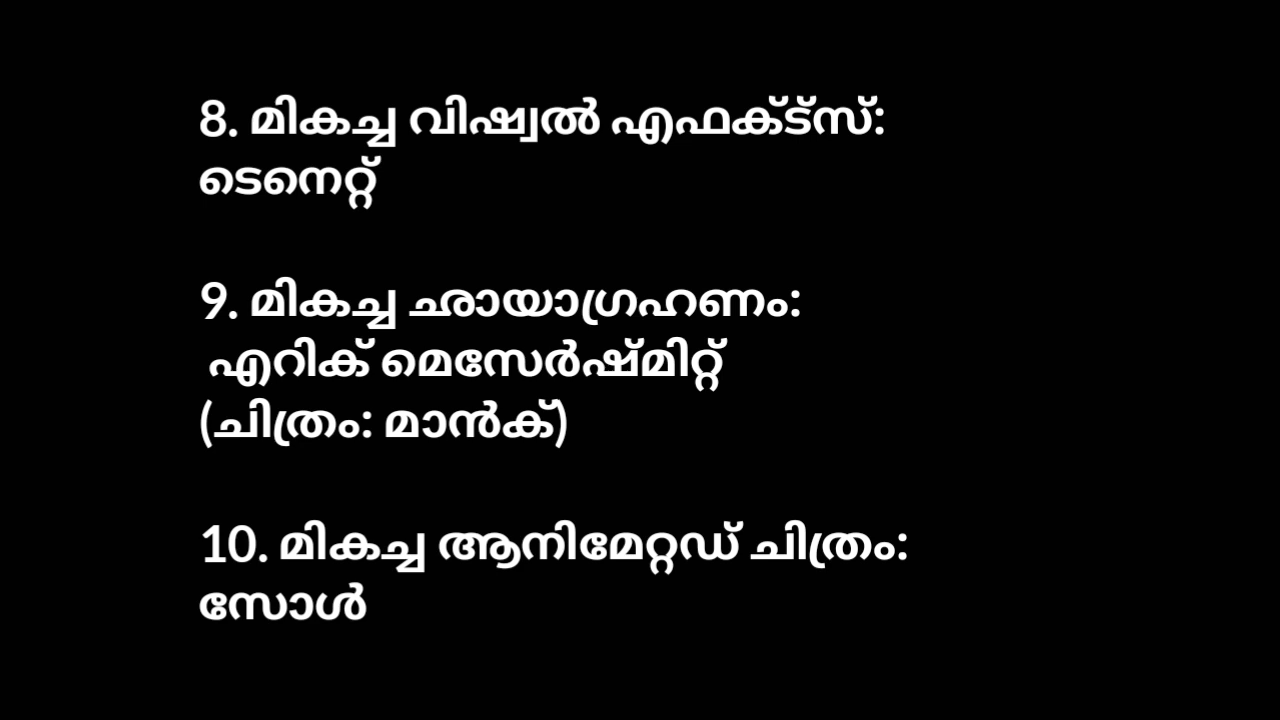 8. മികച്ച വിഷ്വൽ എഫക്ട്സ്:
ടെനെറ്റ്
9. മികച്ച ഛായാഗ്രഹണം:
എറിക് മെസേർഷ്മിറ്റ്
(ചിത്രം: മാൻക്)
10. മികച്ച ആനിമേറ്റഡ് ചിത്രം:
സോൾ